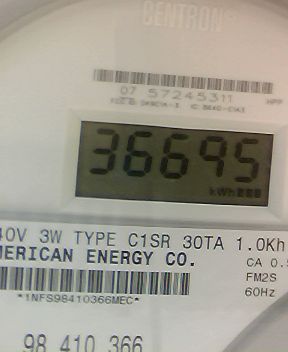 CENTRON®
07 57245311
HPP
36695
kWh
40V 3W TYPE C1SR 30TA 1.0Kh
MERICAN ENERGY CO.
CA 0.5
FM2S
*1NFS98410366MEC*
60Hz
98 410 366